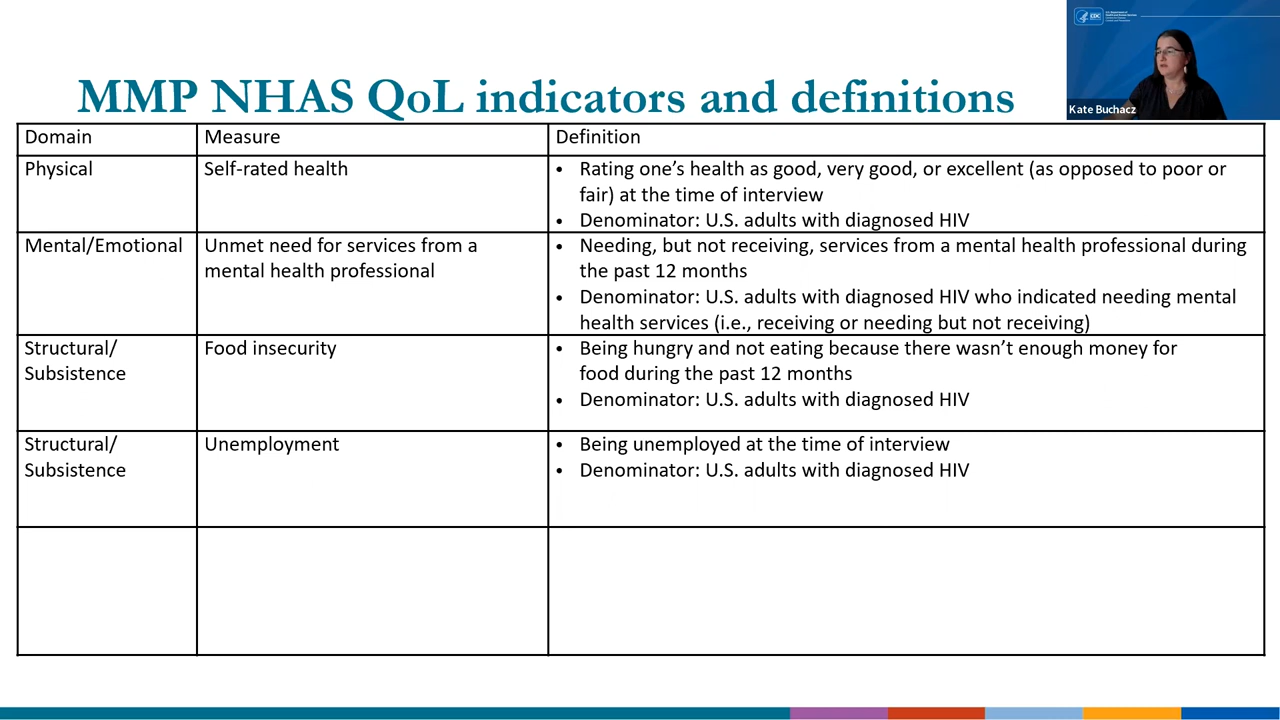 MMP NHAS QoL indicators and definitions
CDC
Kate Buchacz
Domain
Measure
Definition
Physical
Self-rated health
• Rating one’s health as good, very good, or excellent (as opposed to poor or
fair) at the time of interview
• Denominator: U.S. adults with diagnosed HIV
Mental/Emotional
Unmet need for services from a
mental health professional
• Needing, but not receiving, services from a mental health professional during
the past 12 months
• Denominator: U.S. adults with diagnosed HIV who indicated needing mental
health services (i.e., receiving or needing but not receiving)
Structural/
Subsistence
Food insecurity
• Being hungry and not eating because there wasn’t enough money for
food during the past 12 months
• Denominator: U.S. adults with diagnosed HIV
Structural/
Subsistence
Unemployment
• Being unemployed at the time of interview
• Denominator: U.S. adults with diagnosed HIV